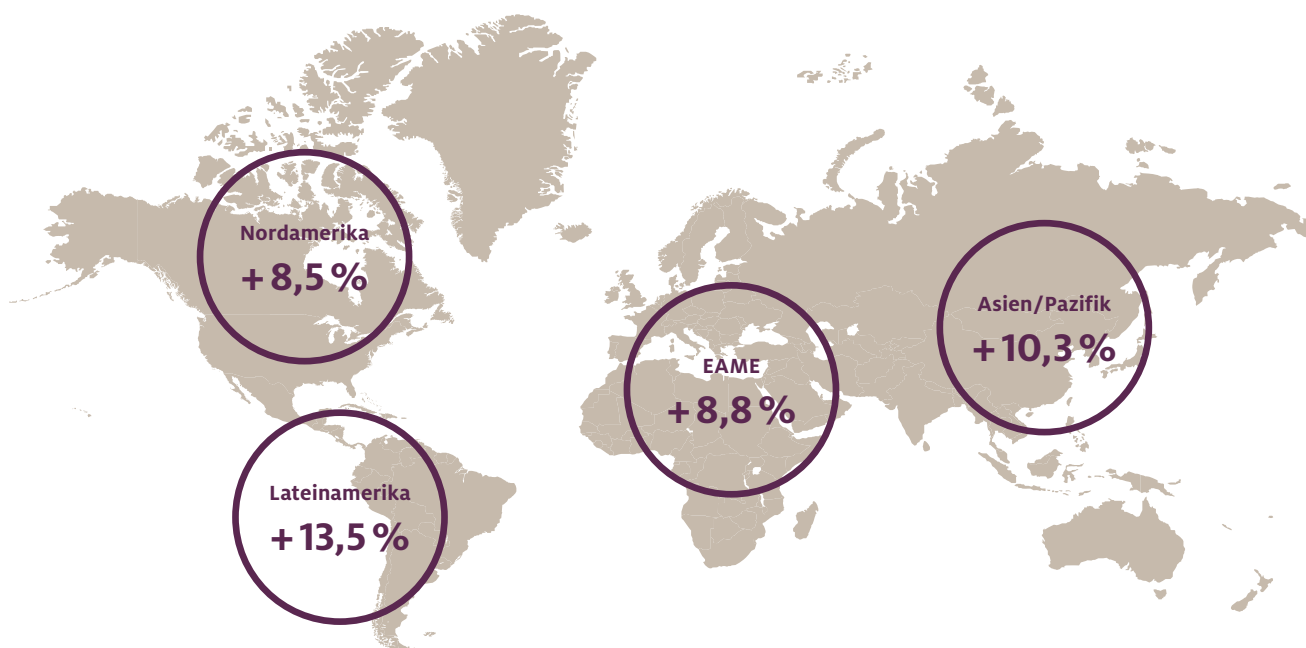 Nordamerika
+ 8,5 %
Asien/Pazifik
+ 10,3 %
EAME
+ 8,8 %
Lateinamerika
+ 13,5 %